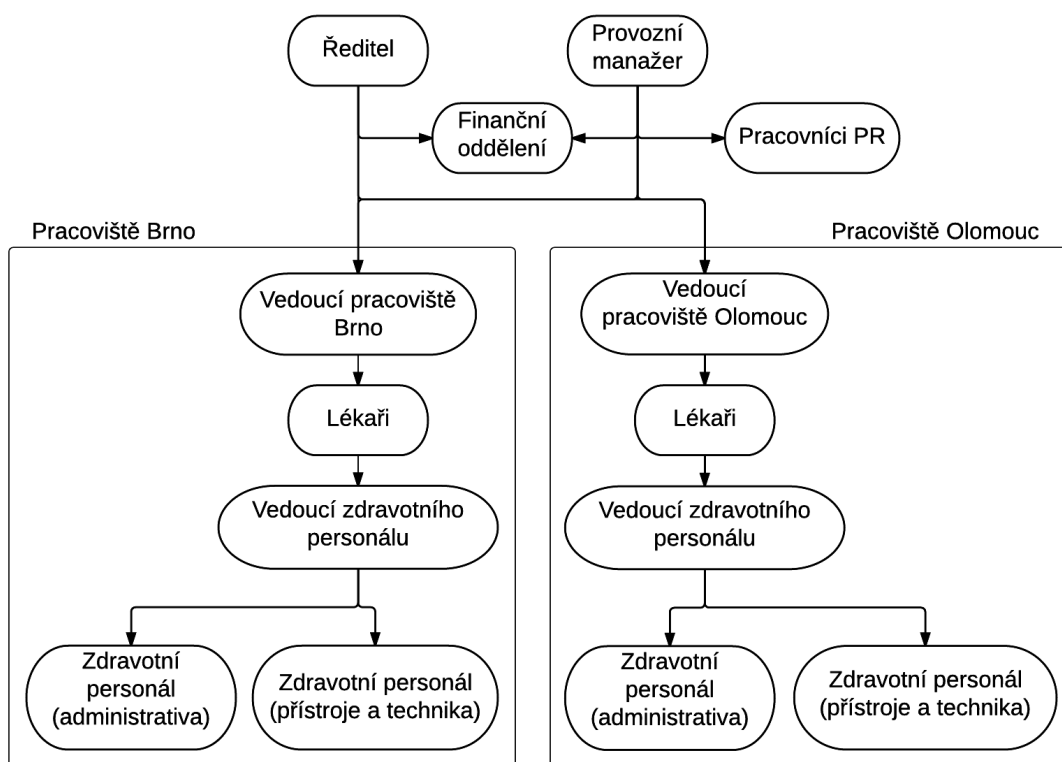 Ředitel
Provozní
manažer
Finanční
oddělení
Pracovníci PR
Pracoviště Brno
Pracoviště Olomouc
Vedoucí pracoviště
Brno
Vedoucí
pracoviště Olomouc
Lékaři
Lékaři
Vedoucí zdravotního
personálu
Vedoucí zdravotního
personálu
Zdravotní
personál
(administrativa)
Zdravotní personál
(přístroje a technika)
Zdravotní
personál
(administrativa)
Zdravotní personál
(přístroje a technika)